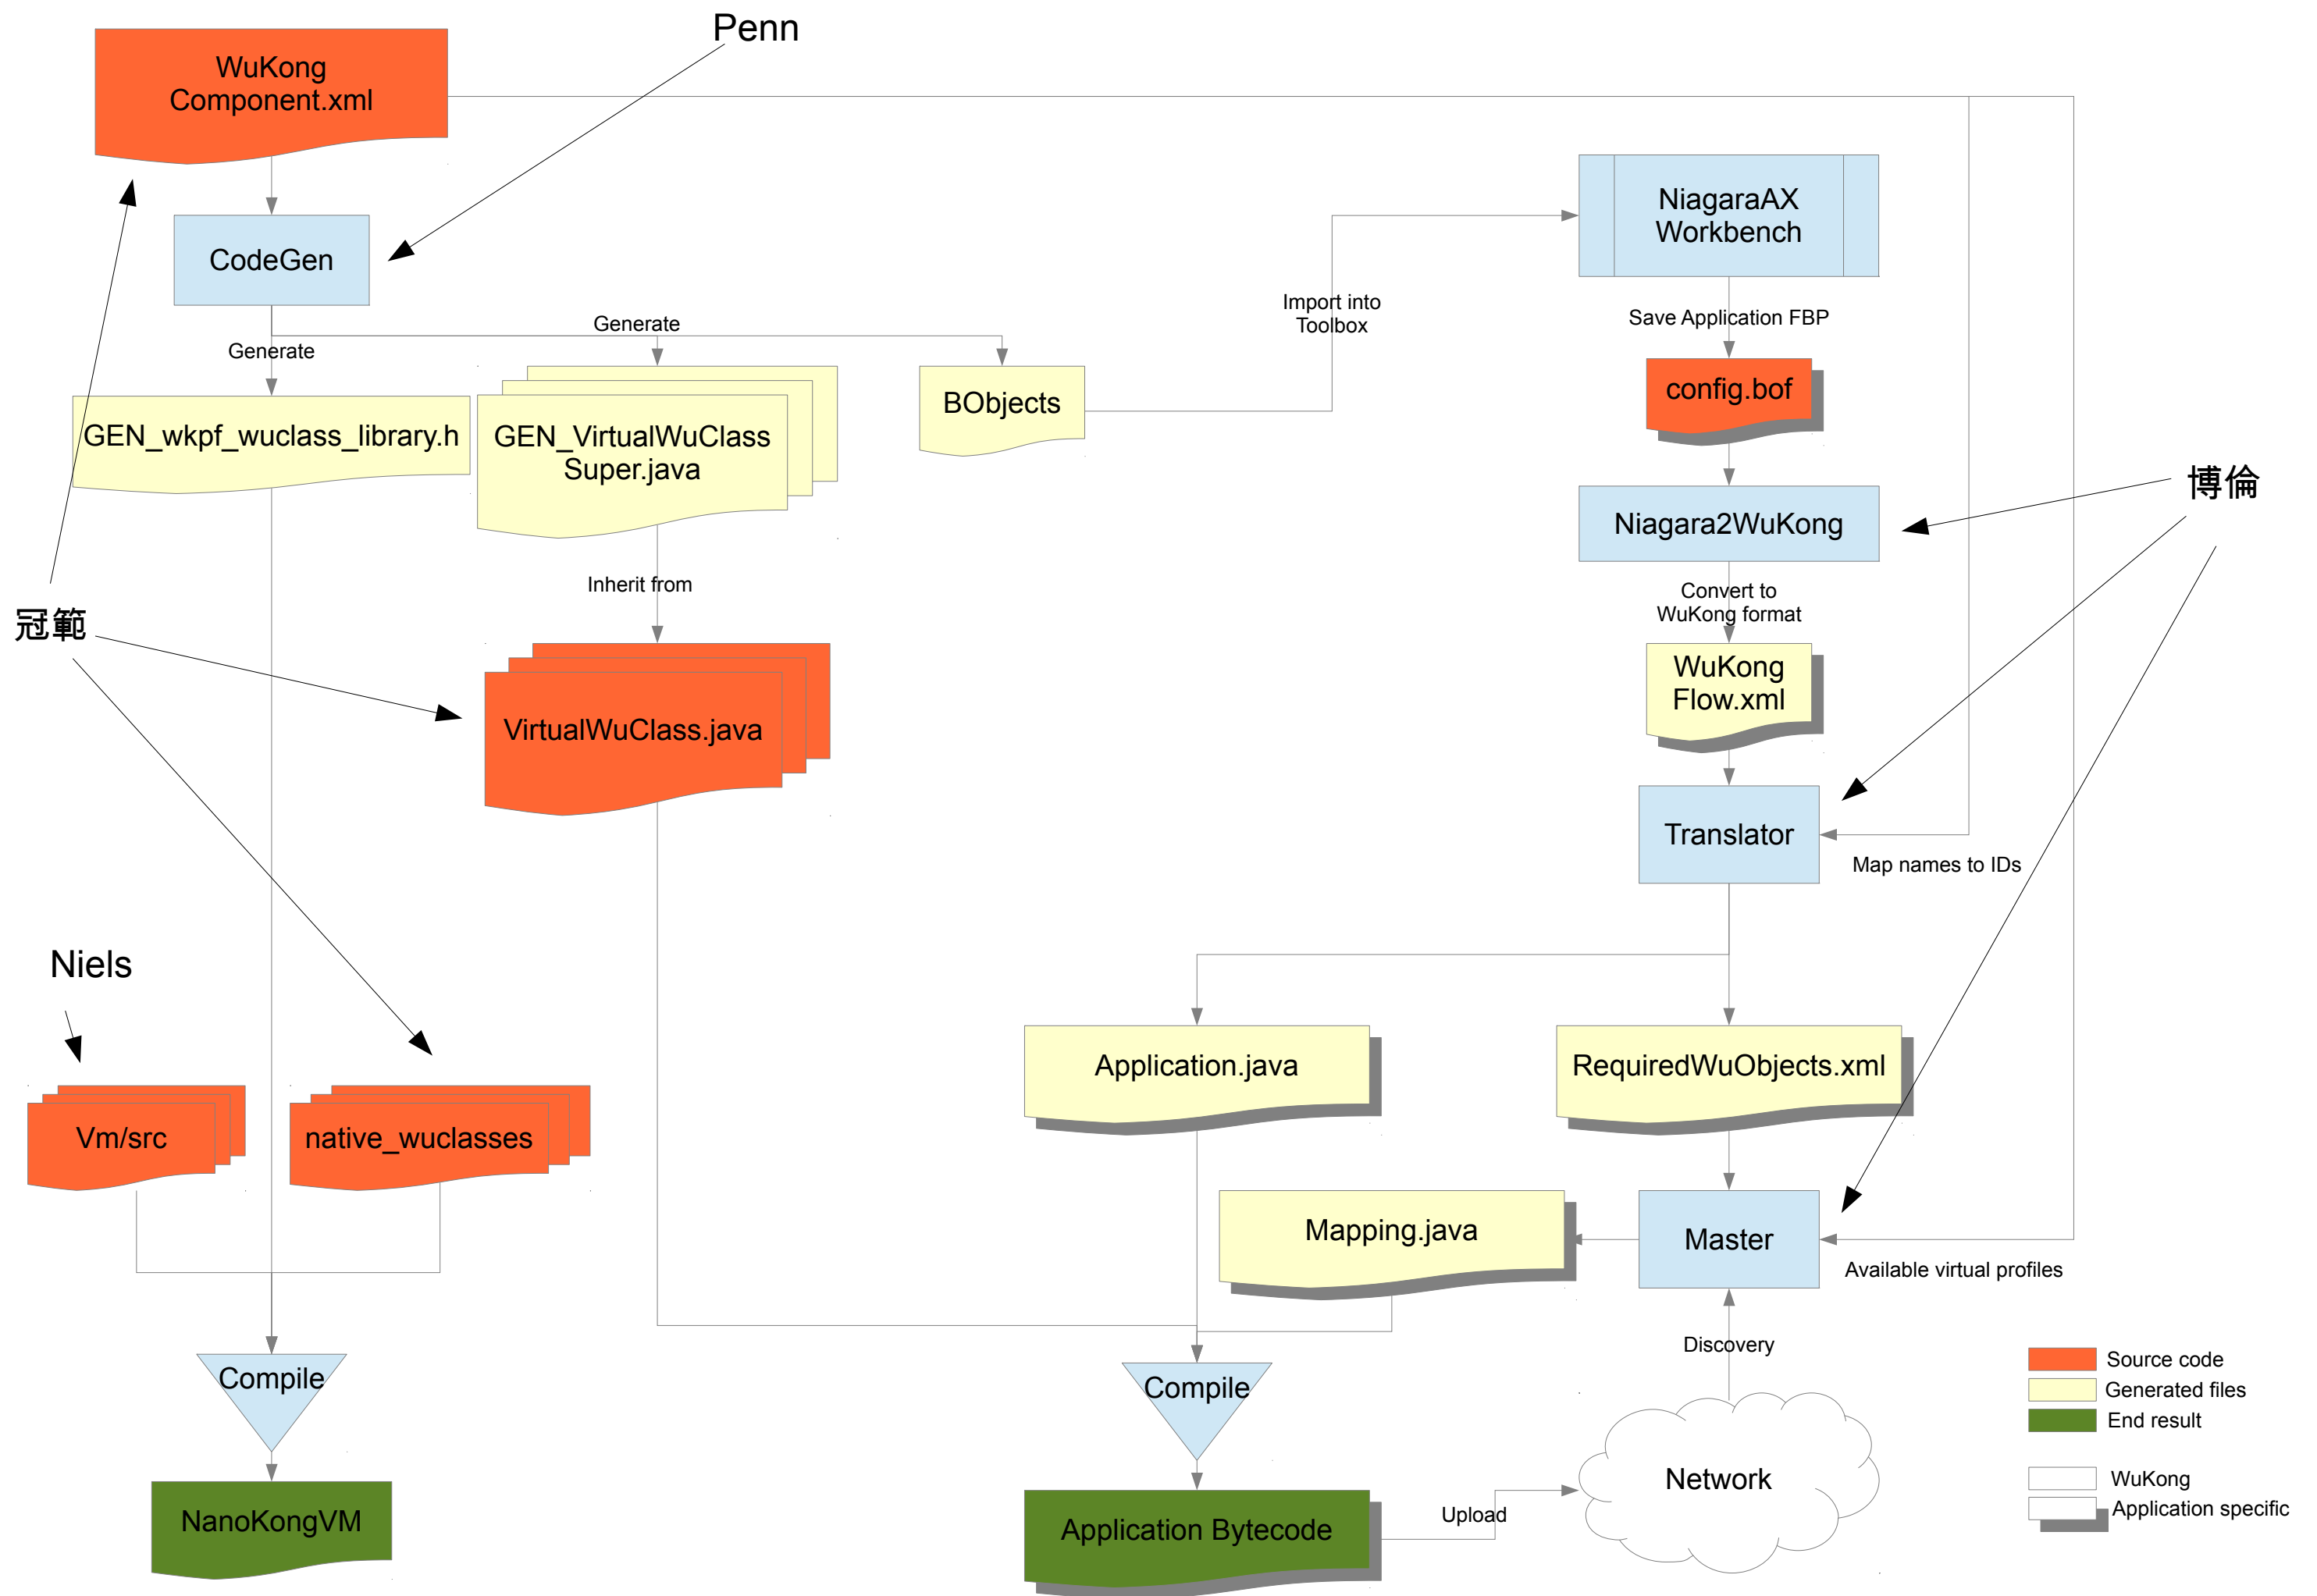 Penn
WuKong
Component.xml
CodeGen
NiagaraAX
Workbench
Import into
Toolbox
Save Application FBP
Generate
Generate
config.bof
BObjects
GEN_wkpf_wuclass_library.h
GEN_VirtualWuClass
Super.java
博倫
Niagara2WuKong
Inherit from
Convert to
WuKong format
冠範
WuKong
Flow.xml
VirtualWuClass.java
Translator
Map names to IDs
Niels
Application.java
RequiredWuObjects.xml
Vm/src
native_wuclasses
Mapping.java
Master
Available virtual profiles
Discovery
Compile
Compile
Source code
Generated files
End result
Network
WuKong
Application specific
NanoKongVM
Application Bytecode
Upload